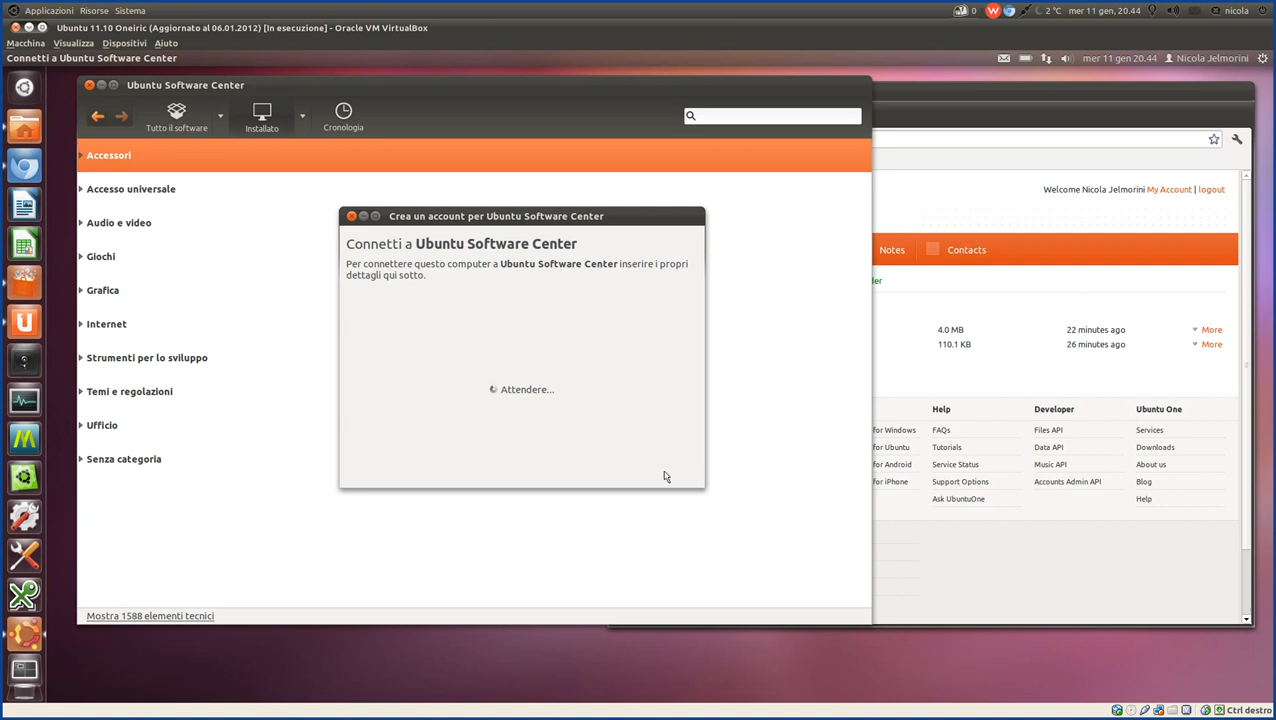 Applicazioni Risorse Sistema
0 2 °C mer 11 gen, 20.44 nicola
Ubuntu 11.10 Oneiric (Aggiornato al 06.01.2012) [In esecuzione] - Oracle VM VirtualBox
Macchina Visualizza Dispositivi Aiuto
Connetti a Ubuntu Software Center
mer 11 gen 20.44 Nicola Jelmorini
Ubuntu Software Center
Tutto il software
Installato
Cronologia
Accessori
Accesso universale
Audio e video
Giochi
Grafica
Internet
Strumenti per lo sviluppo
Temi e regolazioni
Ufficio
Senza categoria
Mostra 1588 elementi tecnici
Crea un account per Ubuntu Software Center
Connetti a Ubuntu Software Center
Per connettere questo computer a Ubuntu Software Center inserire i propri
dettagli qui sotto.
Attendere...
Welcome Nicola Jelmorini My Account | logout
Notes Contacts
der
4.0 MB 22 minutes ago More
110.1 KB 26 minutes ago More
Help Developer Ubuntu One
for Windows FAQs Files API Services
for Ubuntu Tutorials Data API Downloads
for Android Service Status Music API About us
for iPhone Support Options Accounts Admin API Blog
Ask UbuntuOne Help
Ctrl destro